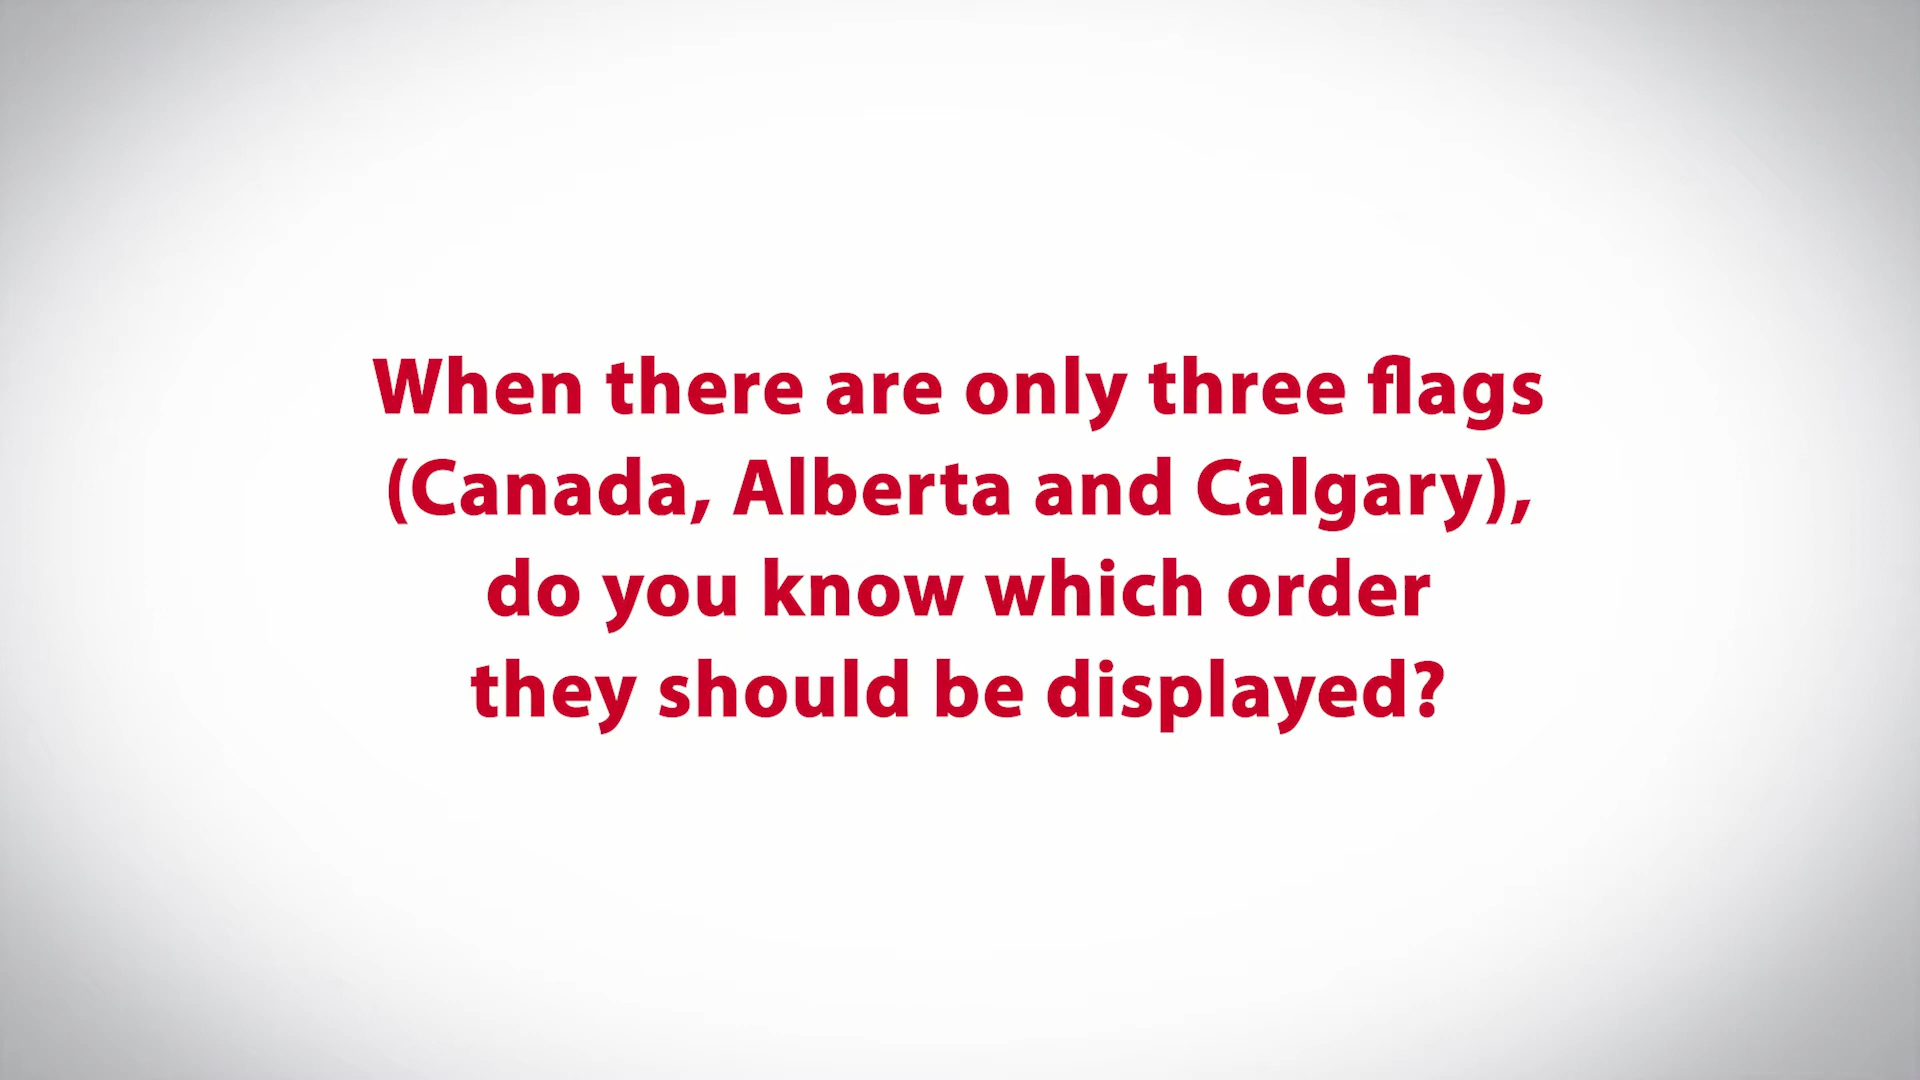 When there are only three flags
(Canada, Alberta and Calgary),
do you know which order
they should be displayed?